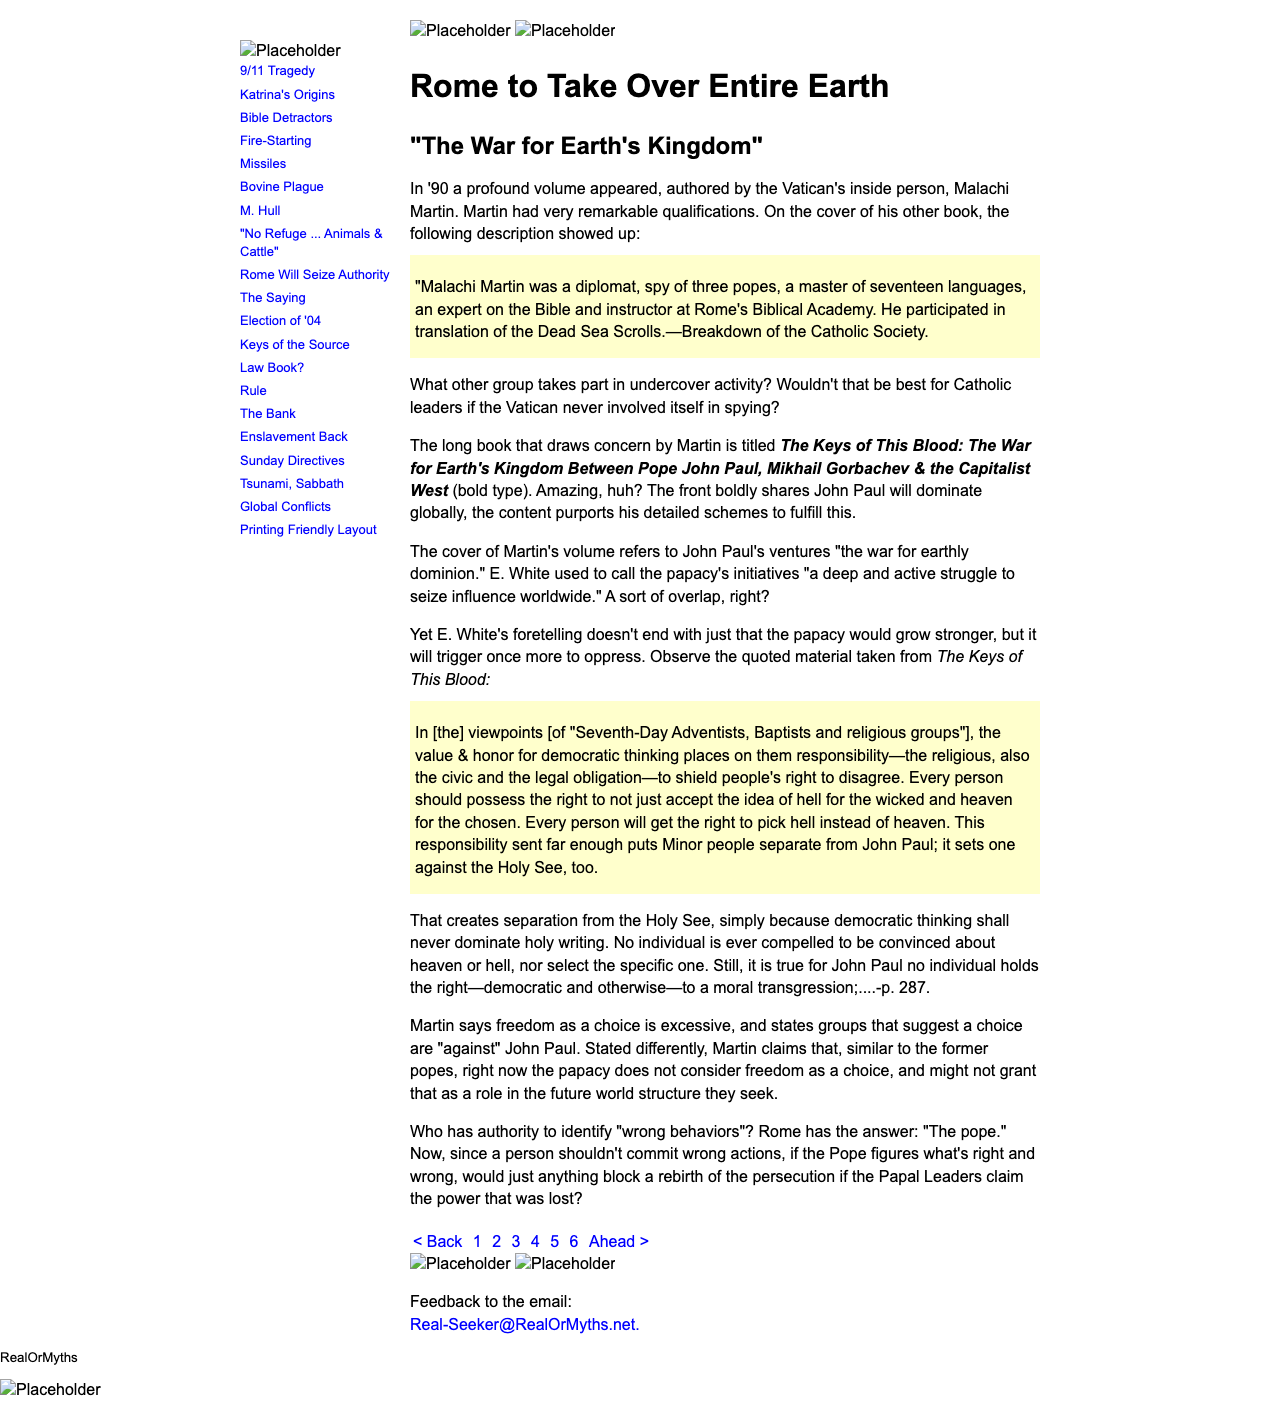 Placeholder
9/11 Tragedy
Katrina's Origins
Bible Detractors
Fire-Starting
Missiles
Bovine Plague
M. Hull
"No Refuge ... Animals &
Cattle"
Rome Will Seize Authority
The Saying
Election of '04
Keys of the Source
Law Book?
Rule
The Bank
Enslavement Back
Sunday Directives
Tsunami, Sabbath
Global Conflicts
Printing Friendly Layout
Placeholder Placeholder
Rome to Take Over Entire Earth
"The War for Earth's Kingdom"
In '90 a profound volume appeared, authored by the Vatican's inside person, Malachi
Martin. Martin had very remarkable qualifications. On the cover of his other book, the
following description showed up:
"Malachi Martin was a diplomat, spy of three popes, a master of seventeen languages,
an expert on the Bible and instructor at Rome's Biblical Academy. He participated in
translation of the Dead Sea Scrolls.—Breakdown of the Catholic Society.
What other group takes part in undercover activity? Wouldn't that be best for Catholic
leaders if the Vatican never involved itself in spying?
The long book that draws concern by Martin is titled The Keys of This Blood: The War
for Earth's Kingdom Between Pope John Paul, Mikhail Gorbachev & the Capitalist
West (bold type). Amazing, huh? The front boldly shares John Paul will dominate
globally, the content purports his detailed schemes to fulfill this.
The cover of Martin's volume refers to John Paul's ventures "the war for earthly
dominion." E. White used to call the papacy's initiatives "a deep and active struggle to
seize influence worldwide." A sort of overlap, right?
Yet E. White's foretelling doesn't end with just that the papacy would grow stronger, but it
will trigger once more to oppress. Observe the quoted material taken from The Keys of
This Blood:
In [the] viewpoints [of "Seventh-Day Adventists, Baptists and religious groups"], the
value & honor for democratic thinking places on them responsibility—the religious, also
the civic and the legal obligation—to shield people's right to disagree. Every person
should possess the right to not just accept the idea of hell for the wicked and heaven
for the chosen. Every person will get the right to pick hell instead of heaven. This
responsibility sent far enough puts Minor people separate from John Paul; it sets one
against the Holy See, too.
That creates separation from the Holy See, simply because democratic thinking shall
never dominate holy writing. No individual is ever compelled to be convinced about
heaven or hell, nor select the specific one. Still, it is true for John Paul no individual holds
the right—democratic and otherwise—to a moral transgression;....-p. 287.
Martin says freedom as a choice is excessive, and states groups that suggest a choice
are "against" John Paul. Stated differently, Martin claims that, similar to the former
popes, right now the papacy does not consider freedom as a choice, and might not grant
that as a role in the future world structure they seek.
Who has authority to identify "wrong behaviors"? Rome has the answer: "The pope."
Now, since a person shouldn't commit wrong actions, if the Pope figures what's right and
wrong, would just anything block a rebirth of the persecution if the Papal Leaders claim
the power that was lost?
< Back 1 2 3 4 5 6 Ahead >
Placeholder Placeholder
Feedback to the email:
Real-Seeker@RealOrMyths.net.
RealOrMyths
Placeholder